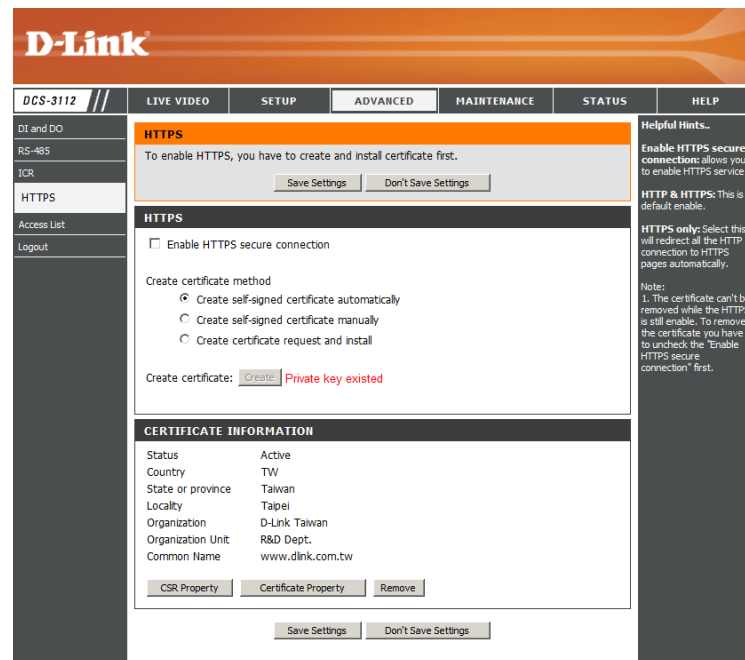 D-Link
DCS-3112
LIVE VIDEO
SETUP
ADVANCED
MAINTENANCE
STATUS
HELP
DI and DO
RS-485
ICR
HTTPS
Access List
Logout
HTTPS
To enable HTTPS, you have to create and install certificate first.
Save Settings
Don't Save Settings
HTTPS
Enable HTTPS secure connection
Create certificate method
Create self-signed certificate automatically
Create self-signed certificate manually
Create certificate request and install
Create certificate: Create Private key existed
CERTIFICATE INFORMATION
Status Active
Country TW
State or province Taiwan
Locality Taipei
Organization D-Link Taiwan
Organization Unit R&D Dept.
Common Name www.dlink.com.tw
CSR Property
Certificate Property
Remove
Save Settings
Don't Save Settings
Helpful Hints..
Enable HTTPS secure
connection: allows you
to enable HTTPS service
HTTP & HTTPS: This is
default enable.
HTTPS only: Select this
will redirect all the HTTP
connection to HTTPS
pages automatically.
Note:
1. The certificate can't b
removed while the HTTP
is still enable. To remove
the certificate you have
to uncheck the "Enable
HTTPS secure
connection" first.